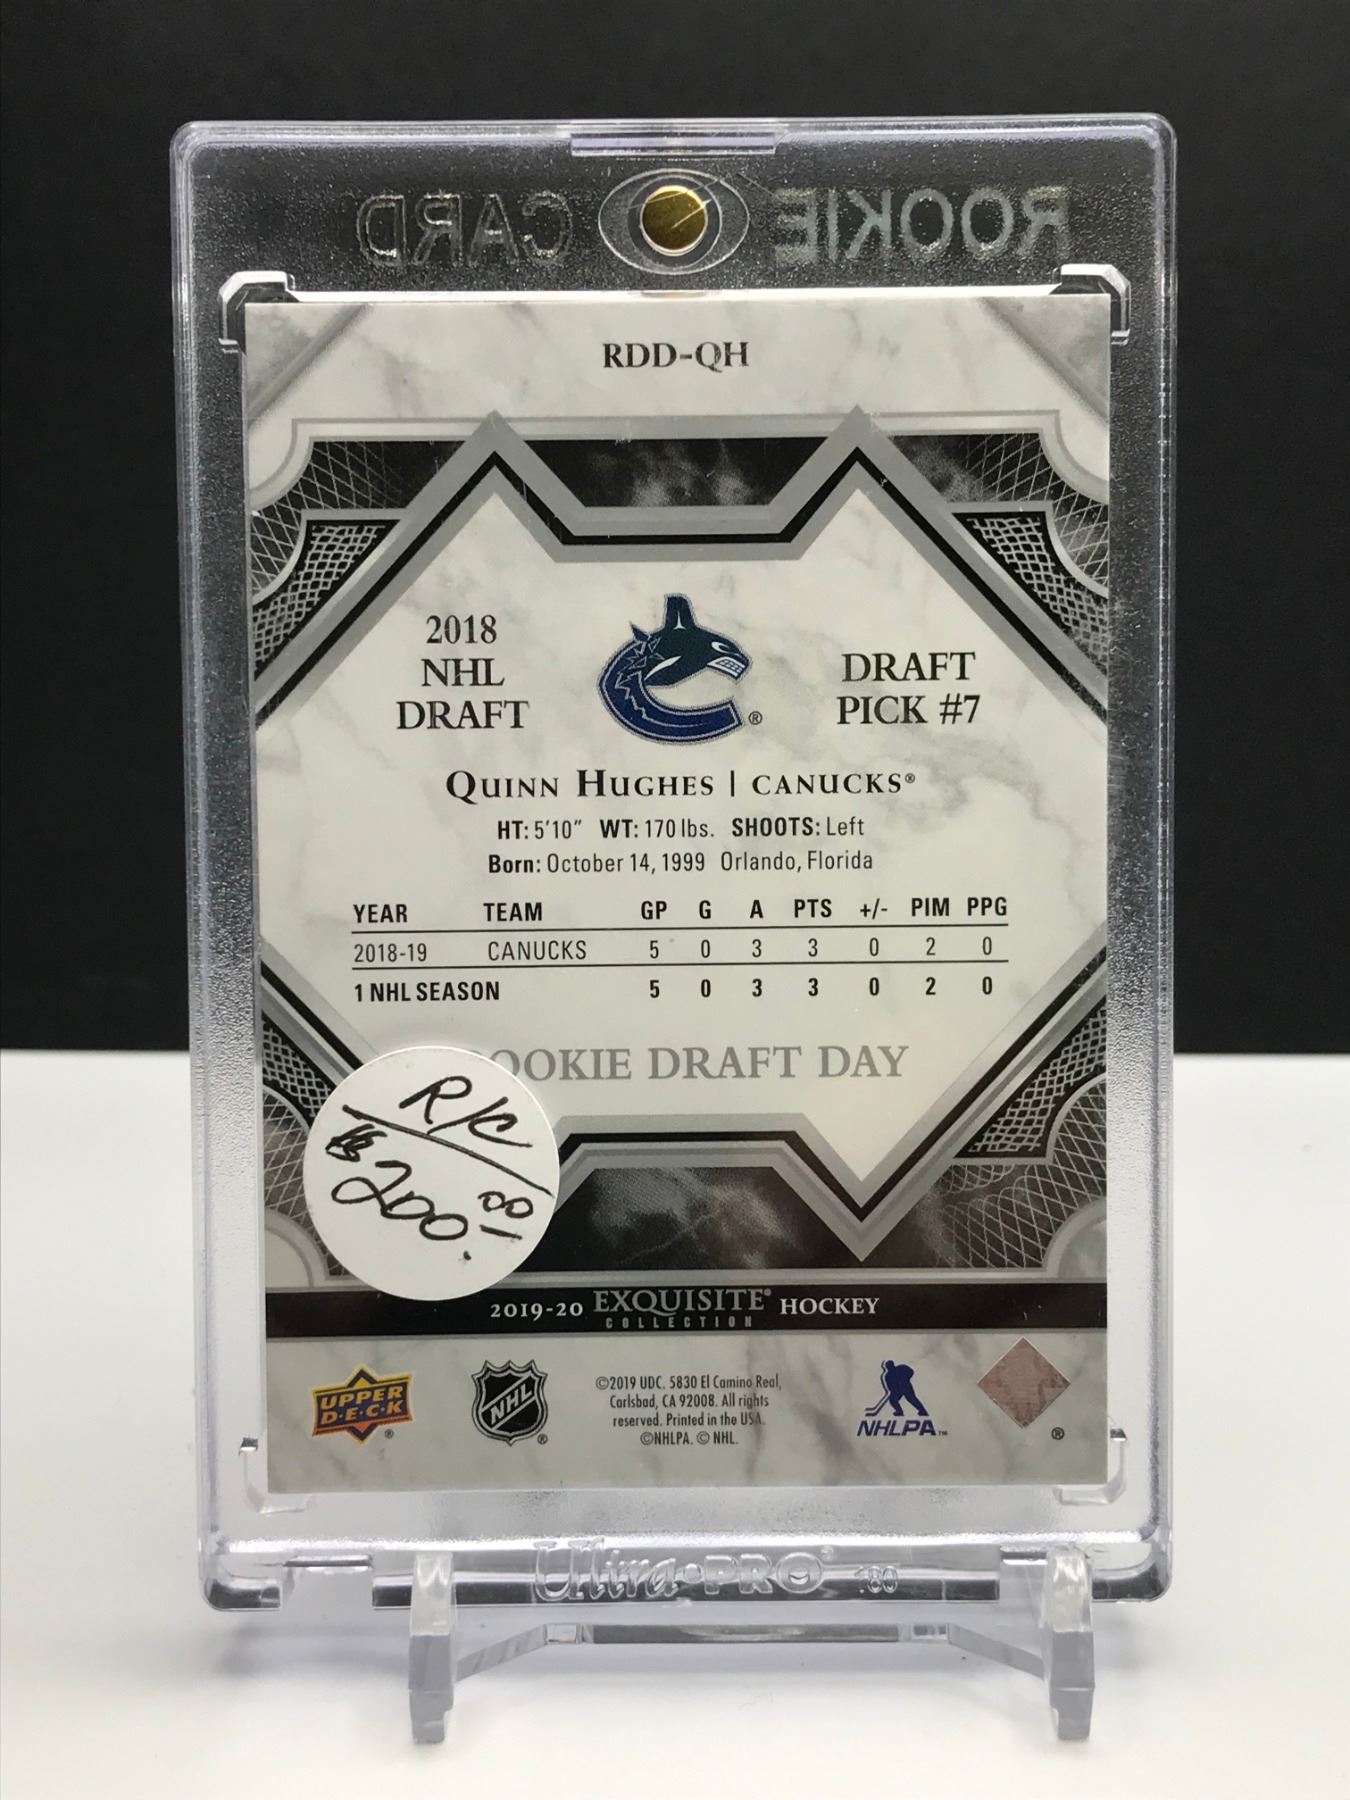 ROOKIE CARD
RDD-QH
2018
NHL
DRAFT
DRAFT
PICK #7
®
QUINN HUGHES | CANUCKS®
HT: 5'10" WT: 170 lbs. SHOOTS: Left
Born: October 14, 1999 Orlando, Florida
YEAR TEAM GP G A PTS +/- PIM PPG
2018-19 CANUCKS 5 0 3 3 0 2 0
1 NHL SEASON 5 0 3 3 0 2 0
OOKIE DRAFT DAY
R/C
$200.
2019-20 EXQUISITE® HOCKEY
COLLECTION
UPPER
D·E·C·K
®
NHL
®
©2019 UDC. 5830 El Camino Real,
Carlsbad, CA 92008. All rights
reserved. Printed in the USA.
©NHLPA. © NHL.
NHLPA™
®
Ultra·PRO® 180